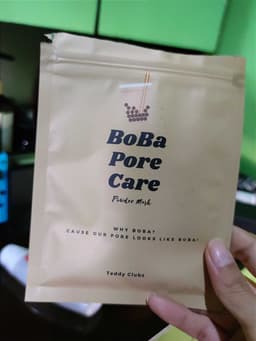 BoBa
Pore
Care
Powder Mask
WHY BOBA?
CAUSE OUR PORE LOOKS LIKE BOBA!
Teddy Clubs